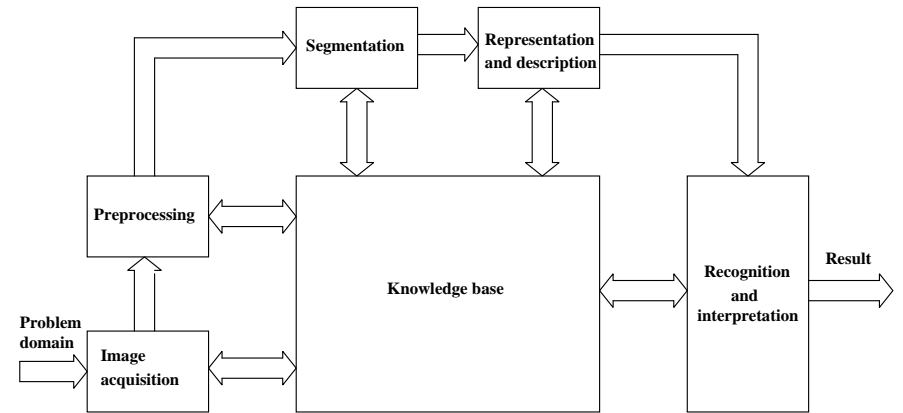 Segmentation
Representation
and description
Preprocessing
Knowledge base
Recognition
and
interpretation
Result
Problem
domain
Image
acquisition